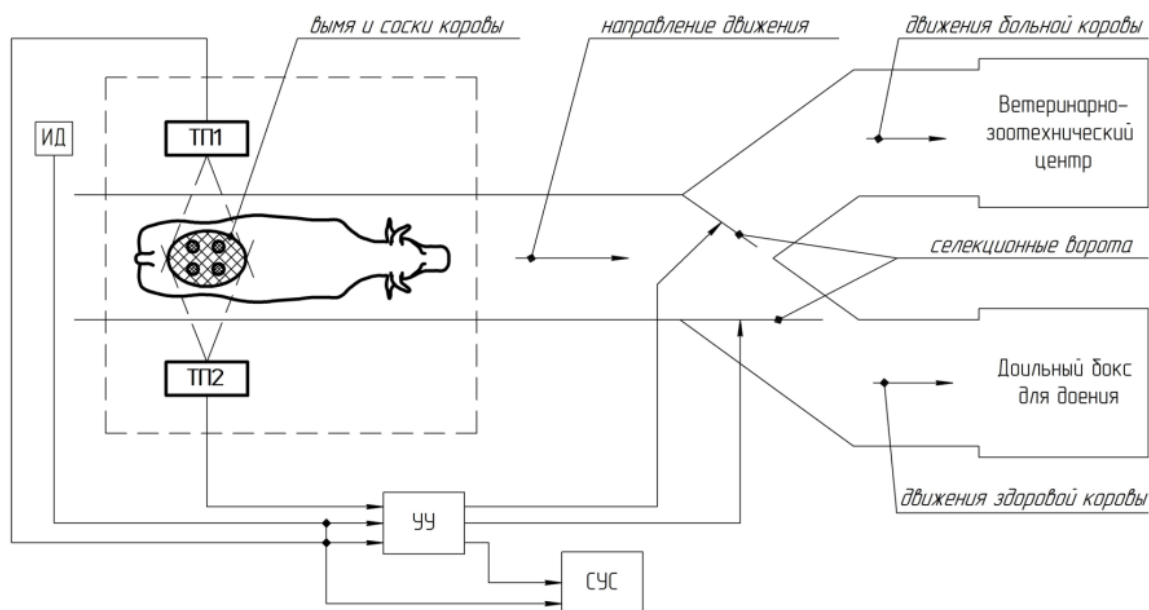 вымя и соски коровы
направление движения
движения больной коровы
ИД
ТП1
Ветеринарно-
зоотехнический
центр
селекционные ворота
ТП2
Доильный бокс
для доения
движения здоровой коровы
УУ
СУС